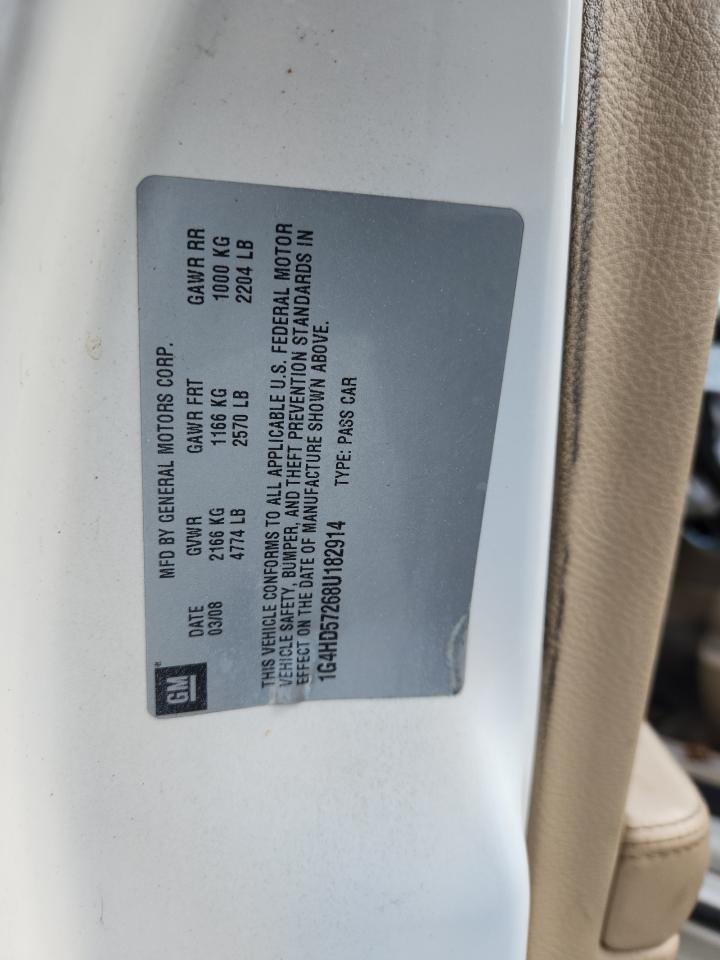 GM
MFD BY GENERAL MOTORS CORP.
DATE GVWR GAWR FRT GAWR RR
03/08 2166 KG 1166 KG 1000 KG
4774 LB 2570 LB 2204 LB
THIS VEHICLE CONFORMS TO ALL APPLICABLE U.S. FEDERAL MOTOR
VEHICLE SAFETY, BUMPER, AND THEFT PREVENTION STANDARDS IN
EFFECT ON THE DATE OF MANUFACTURE SHOWN ABOVE.
1G4HD57268U182914 TYPE: PASS CAR